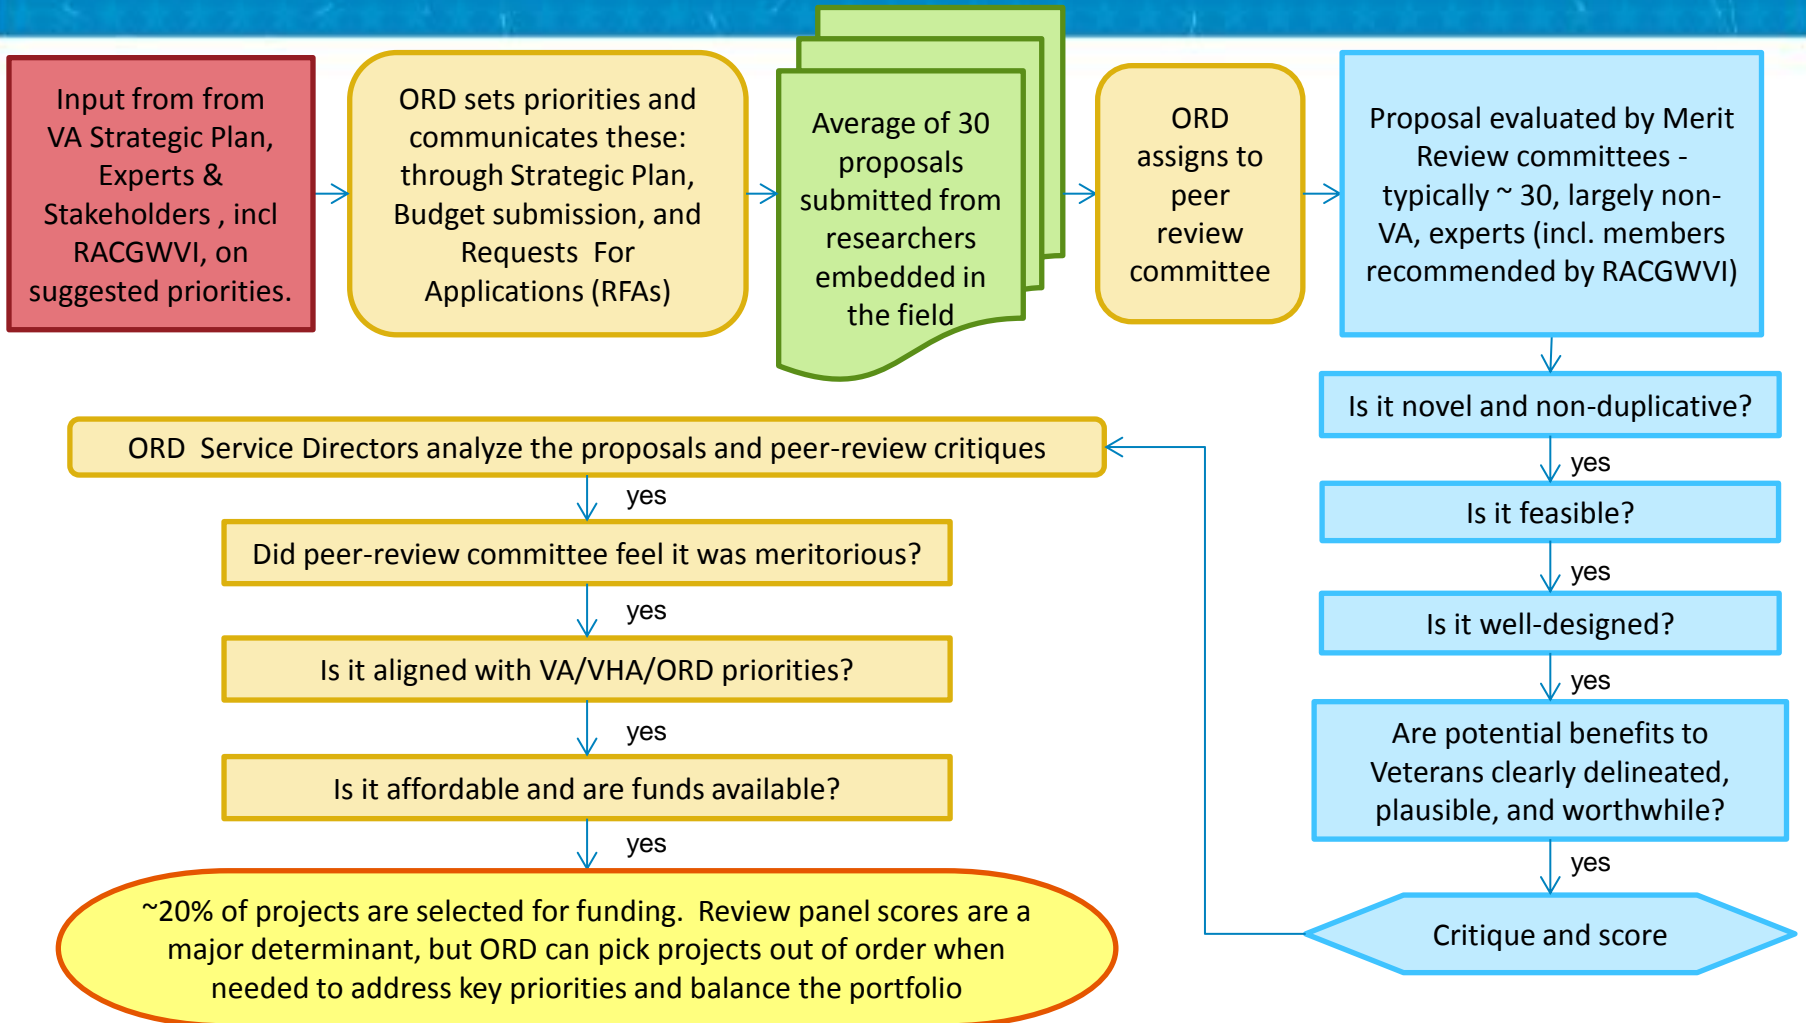 Input from from
VA Strategic Plan,
Experts &
Stakeholders , incl
RACGWVI, on
suggested priorities.
ORD sets priorities and
communicates these:
through Strategic Plan,
Budget submission, and
Requests For
Applications (RFAs)
Average of 30
proposals
submitted from
researchers
embedded in
the field
ORD
assigns to
peer
review
committee
Proposal evaluated by Merit
Review committees -
typically ~ 30, largely non-
VA, experts (incl. members
recommended by RACGWVI)
Is it novel and non-duplicative?
yes
Is it feasible?
yes
Is it well-designed?
yes
Are potential benefits to
Veterans clearly delineated,
plausible, and worthwhile?
yes
Critique and score
ORD Service Directors analyze the proposals and peer-review critiques
yes
Did peer-review committee feel it was meritorious?
yes
Is it aligned with VA/VHA/ORD priorities?
yes
Is it affordable and are funds available?
yes
~20% of projects are selected for funding. Review panel scores are a
major determinant, but ORD can pick projects out of order when
needed to address key priorities and balance the portfolio